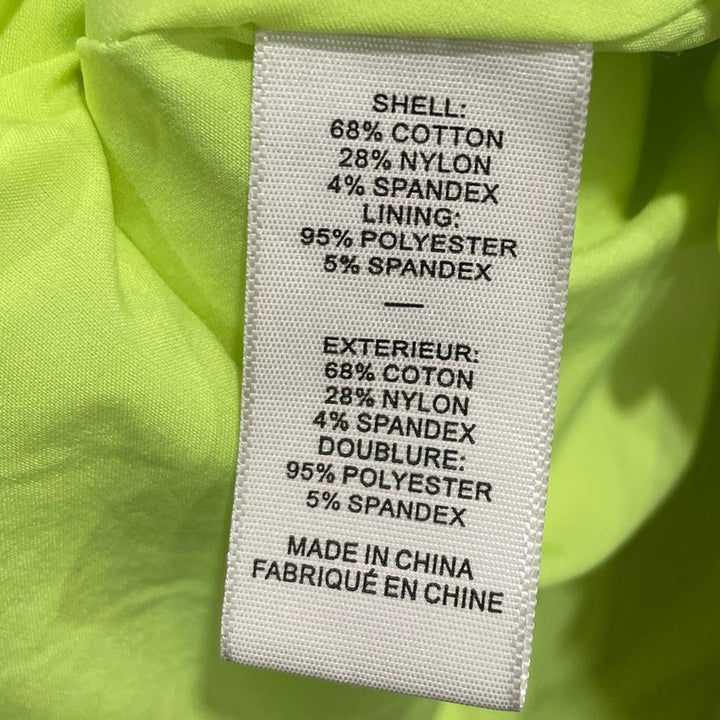 SHELL:
68% COTTON
28% NYLON
4% SPANDEX
LINING:
95% POLYESTER
5% SPANDEX
—
EXTERIEUR:
68% COTON
28% NYLON
4% SPANDEX
DOUBLURE:
95% POLYESTER
5% SPANDEX
MADE IN CHINA
FABRIQUÉ EN CHINE